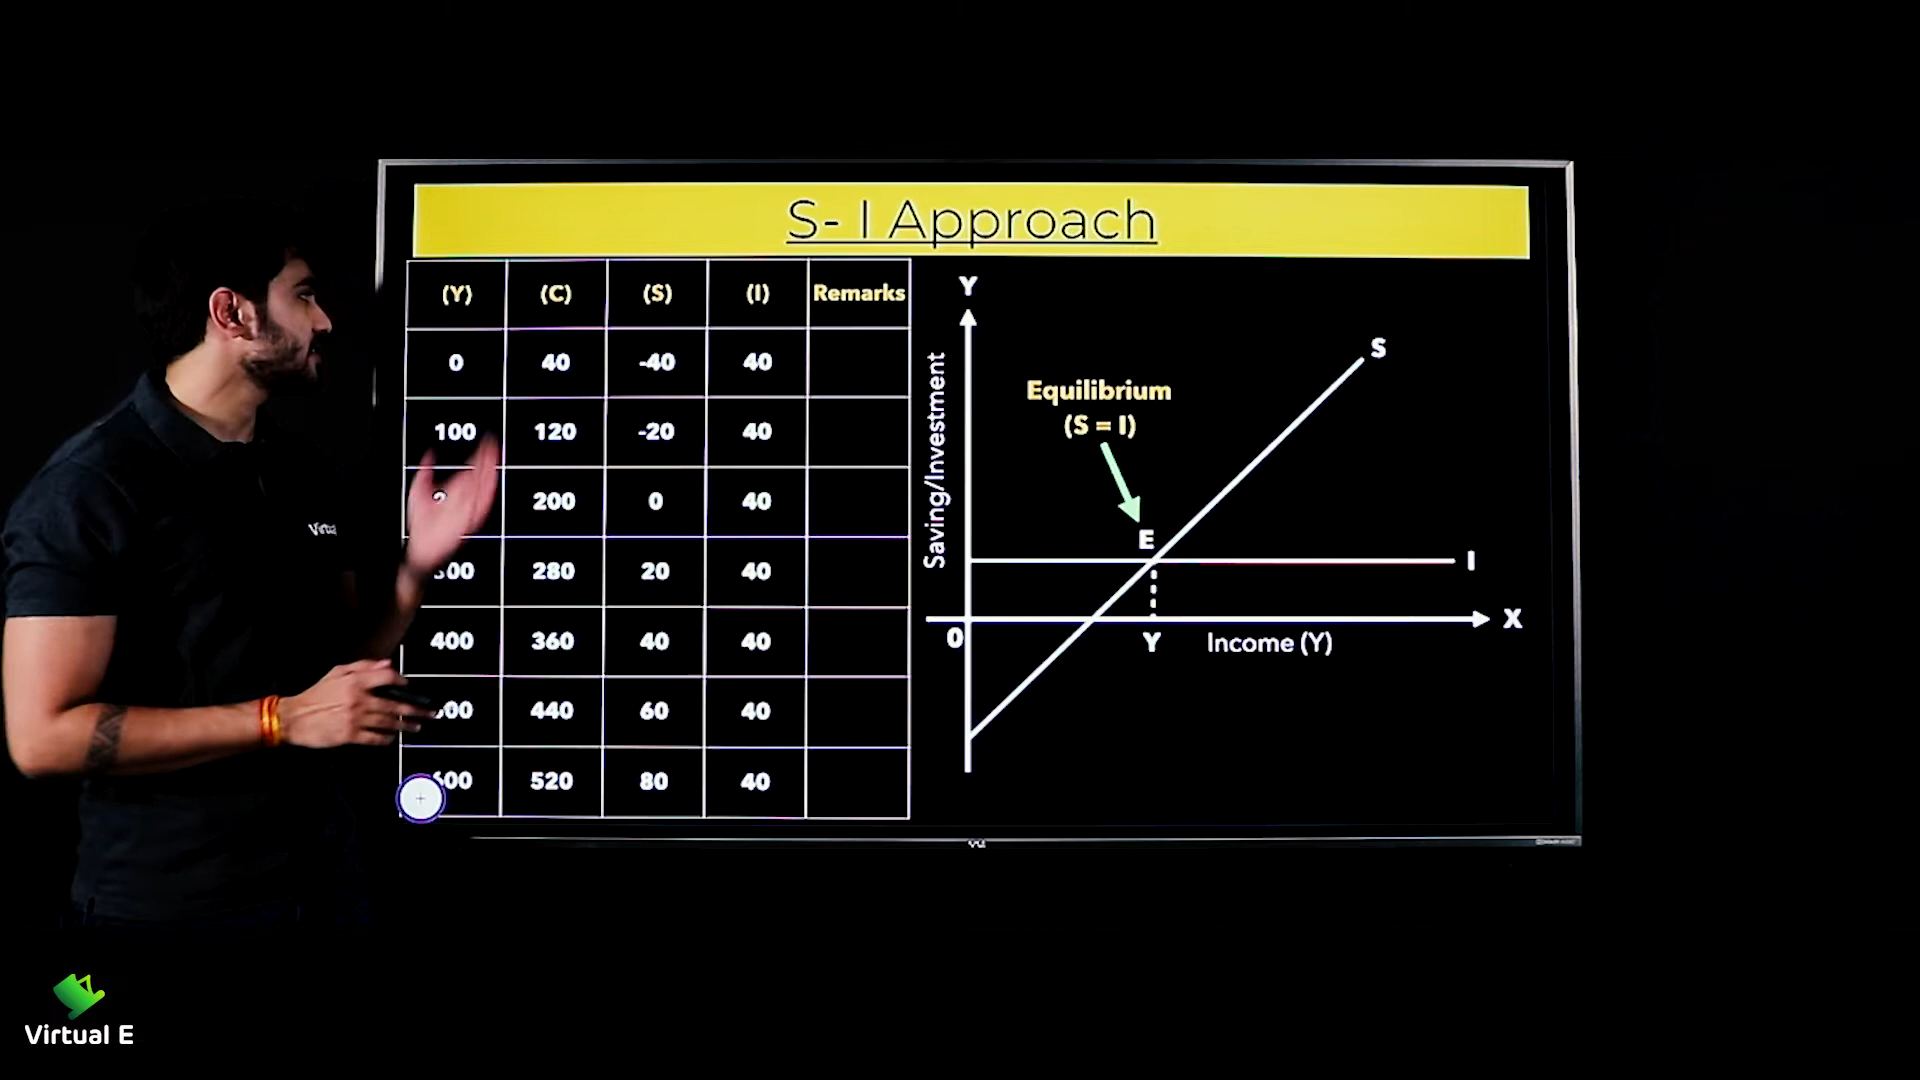 S- I Approach
(Y) (C) (S) (I) Remarks
0 40 -40 40
100 120 -20 40
200 0 40
280 20 40
400 360 40 40
440 60 40
600 520 80 40
Y
Saving/Investment
Equilibrium
(S = I)
S
E
I
X
0
Y
Income (Y)
Virtual E